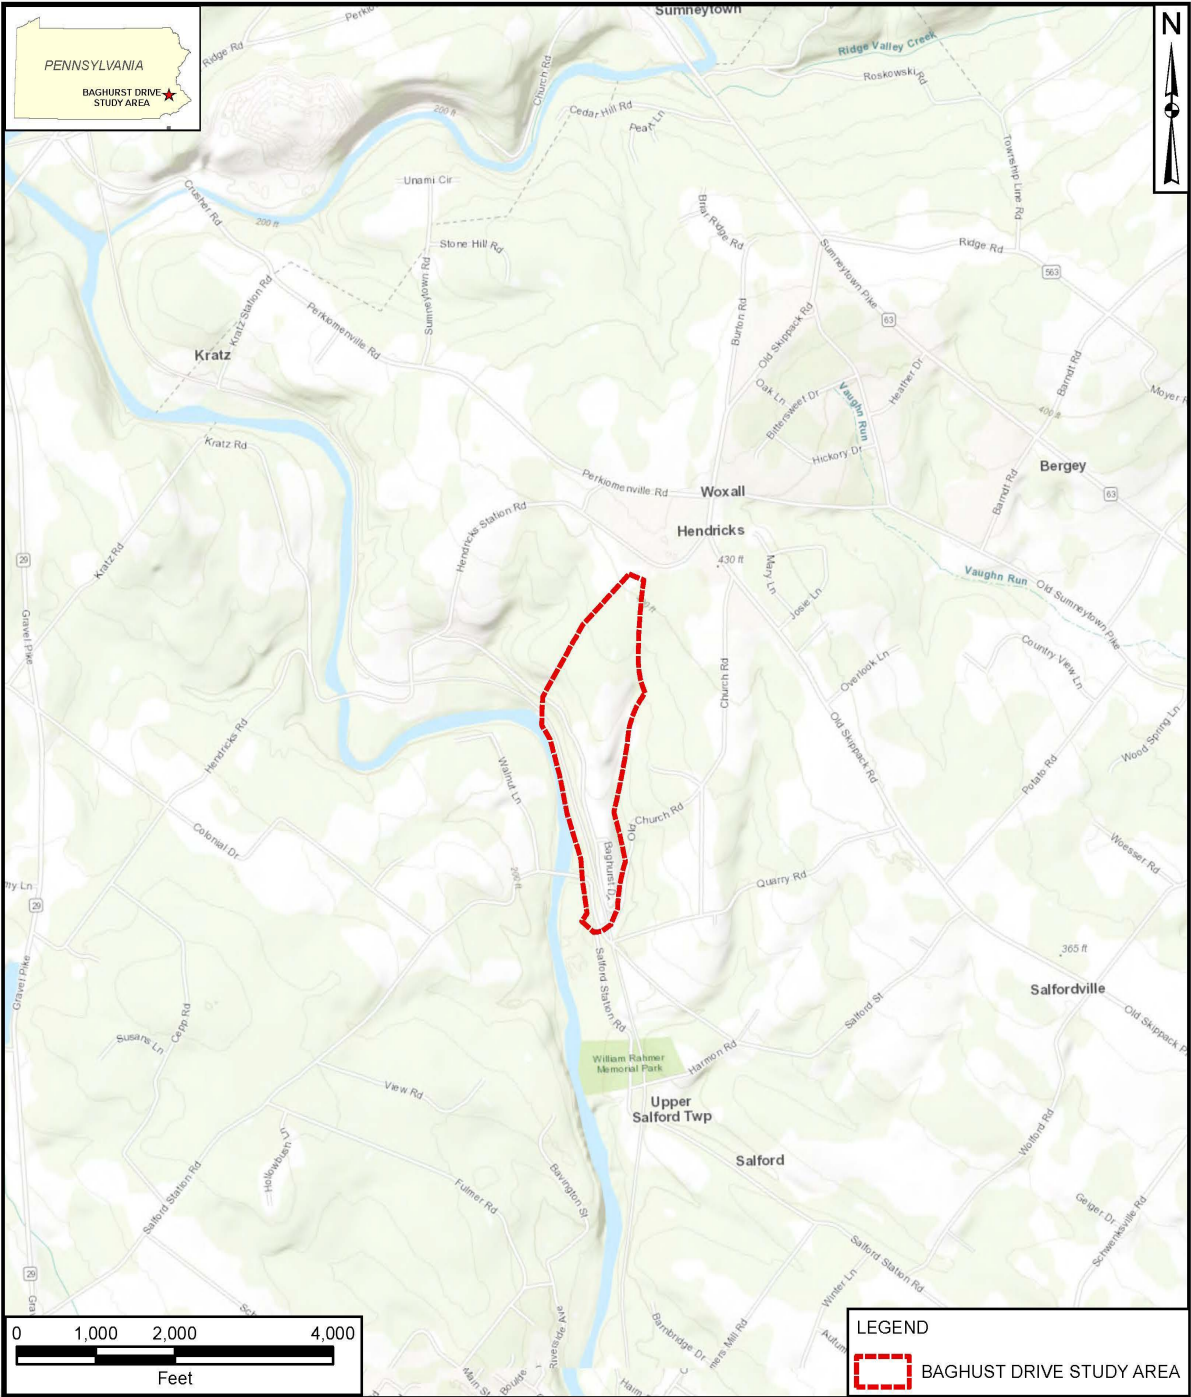 PENNSYLVANIA
BAGHURST DRIVE
STUDY AREA
N
Sumneytown
Ridge Rd
Ridge Valley Creek
Roskowski Rd
Church Rd
Cedar Hill Rd
Peart Ln
200 ft
Township Line Rd
Unami Cir
Crusher Rd
200 ft
Briar Ridge Rd
Stone Hill Rd
Sumneytown Pike
Ridge Rd
563
Kratz Station Rd
Sumneytown Rd
Perkiomenville Rd
Burton Rd
Old Skippack Rd
63
Kratz
Oak Ln
Bittersweet Dr
Vaughn Run
Heather Dr
Barndt Rd
400 ft
Kratz Rd
Hickory Dr
Bergey
Perkiomenville Rd
Woxall
Barndt Rd
63
Hendricks Station Rd
Hendricks
430 ft
Kratz Rd
29
Mary Ln
Josie Ln
Vaughn Run
Old Sumneytown Pike
Gravel Pike
Country View Ln
Overlook Ln
Church Rd
Hendricks Rd
Old Skippack Rd
Wood Spring Ln
Walnut Ln
Potato Rd
Colonial Dr
Old Church Rd
Baghurst Dr
Woesser Rd
200 ft
Quarry Rd
my Ln
29
365 ft
Gravel Pike
Salford Station Rd
Salfordville
Cepp Rd
Salford St
Susans Ln
Old Skippack P
Harmon Rd
William Rahmer
Memorial Park
View Rd
Upper
Salford Twp
Hollowbush Ln
Salford
Wolford Rd
Salford Station Rd
Fulmer Rd
Bavington St
Geiger Dr
Schwenksville Rd
Salford Station Rd
29
Winter Ln
Riverside Ave
Bambridge Dr
mers Mill Rd
Main St
0 1,000 2,000 4,000
Feet
LEGEND
BAGHUST DRIVE STUDY AREA